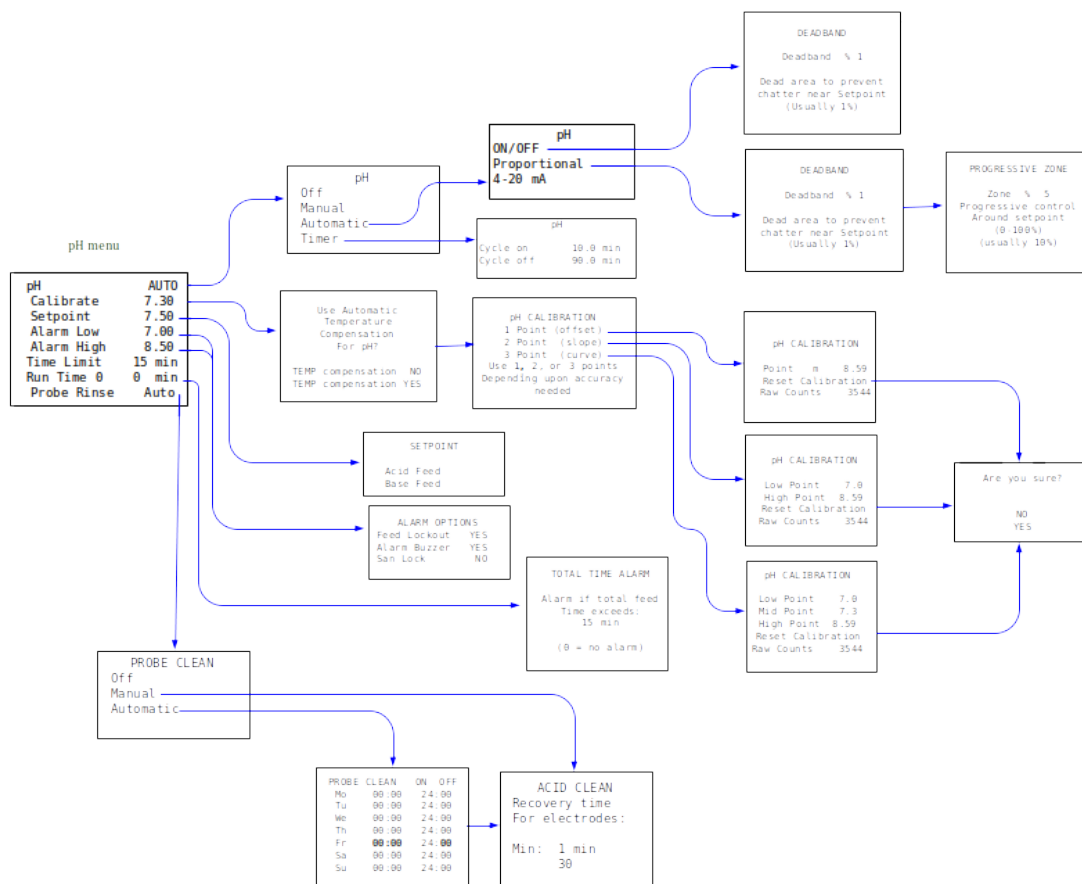 DEADBAND
Deadband % 1
Dead area to prevent
chatter near Setpoint
(Usually 1%)
pH
ON/OFF
Proportional
4-20 mA
DEADBAND
Deadband % 1
Dead area to prevent
chatter near Setpoint
(Usually 1%)
PROGRESSIVE ZONE
Zone % 5
Progressive control
Around setpoint
(0-100%)
(usually 10%)
pH
Off
Manual
Automatic
Timer
pH
Cycle on 10.0 min
Cycle off 90.0 min
pH menu
pH AUTO
Calibrate 7.30
Setpoint 7.50
Alarm Low 7.00
Alarm High 8.50
Time Limit 15 min
Run Time 0 0 min
Probe Rinse Auto
Use Automatic
Temperature
Compensation
For pH?
TEMP compensation NO
TEMP compensation YES
pH CALIBRATION
1 Point (offset)
2 Point (slope)
3 Point (curve)
Use 1, 2, or 3 points
Depending upon accuracy
needed
pH CALIBRATION
Point m 8.59
Reset Calibration
Raw Counts 3544
pH CALIBRATION
Low Point 7.0
High Point 8.59
Reset Calibration
Raw Counts 3544
Are you sure?
NO
YES
pH CALIBRATION
Low Point 7.0
Mid Point 7.3
High Point 8.59
Reset Calibration
Raw Counts 3544
SETPOINT
Acid Feed
Base Feed
ALARM OPTIONS
Feed Lockout YES
Alarm Buzzer YES
San Lock NO
TOTAL TIME ALARM
Alarm if total feed
Time exceeds:
15 min
(0 = no alarm)
PROBE CLEAN
Off
Manual
Automatic
PROBE CLEAN ON OFF
Mo 00:00 24:00
Tu 00:00 24:00
We 00:00 24:00
Th 00:00 24:00
Fr 00:00 24:00
Sa 00:00 24:00
Su 00:00 24:00
ACID CLEAN
Recovery time
For electrodes:
Min: 1 min
30